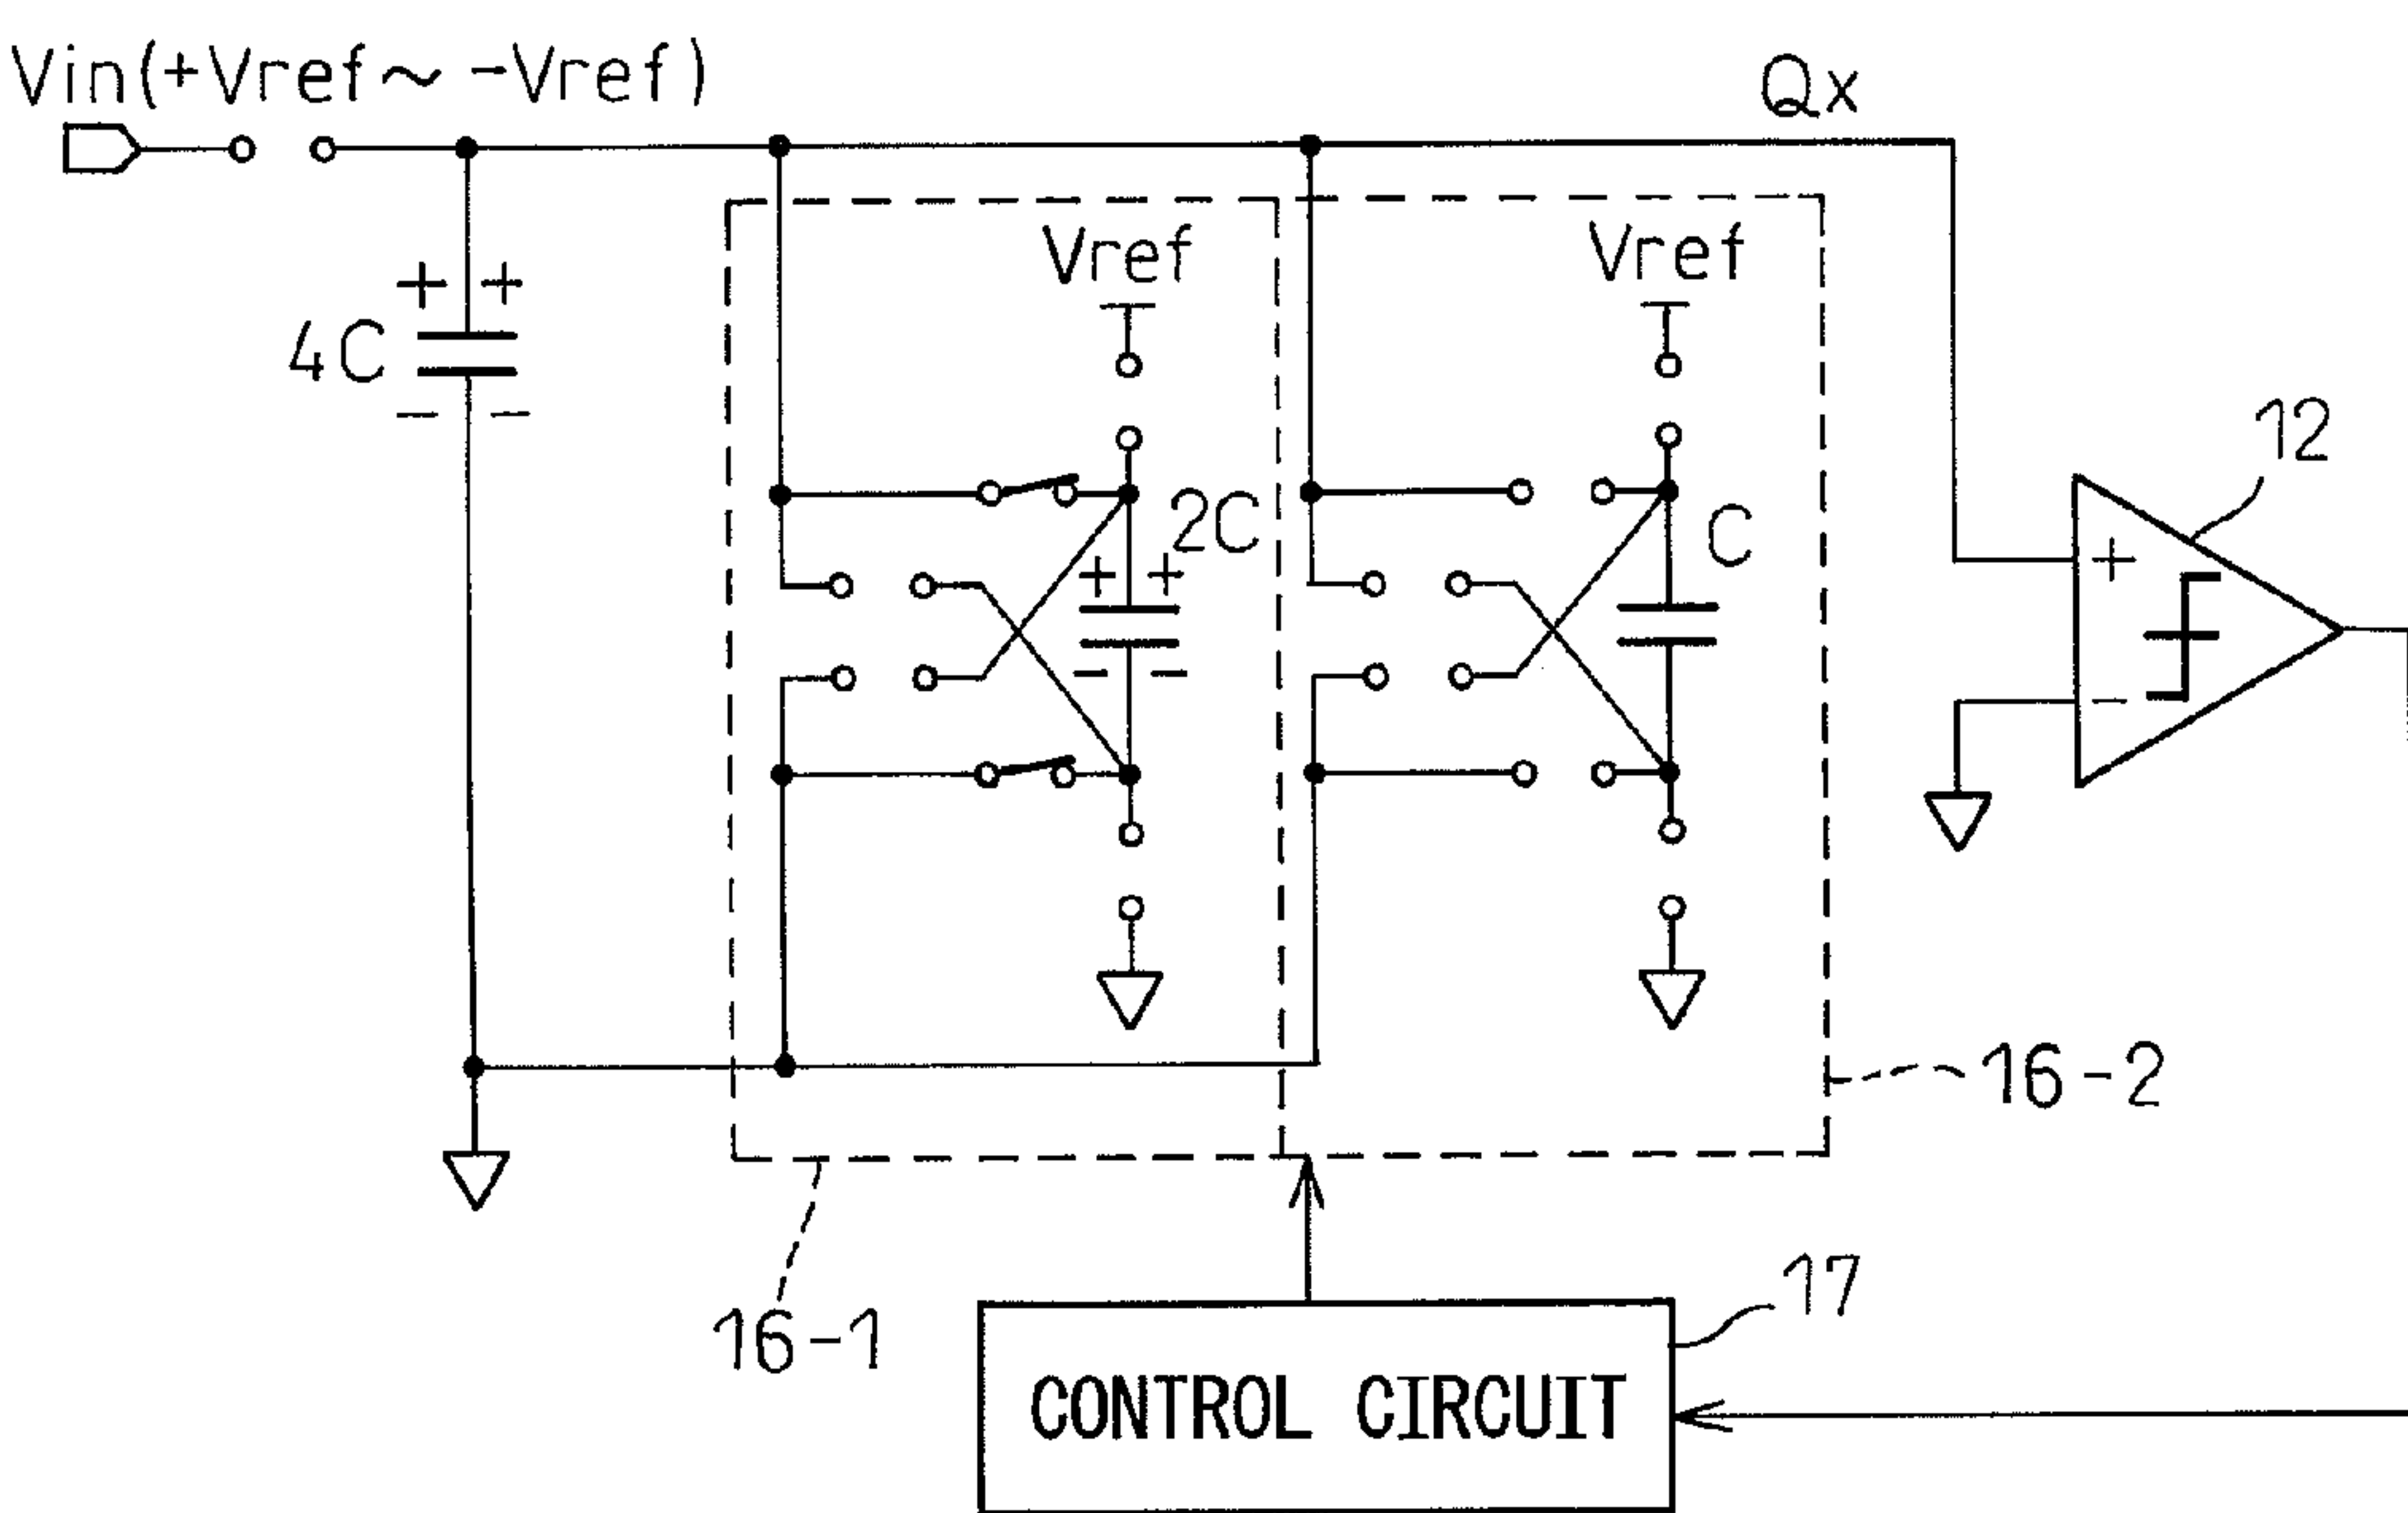 Vin(+Vref~ -Vref)
Qx
Vref
Vref
+ +
4C
- -
12
2C
C
+ +
- -
+
-
16-2
16-1
17
CONTROL CIRCUIT